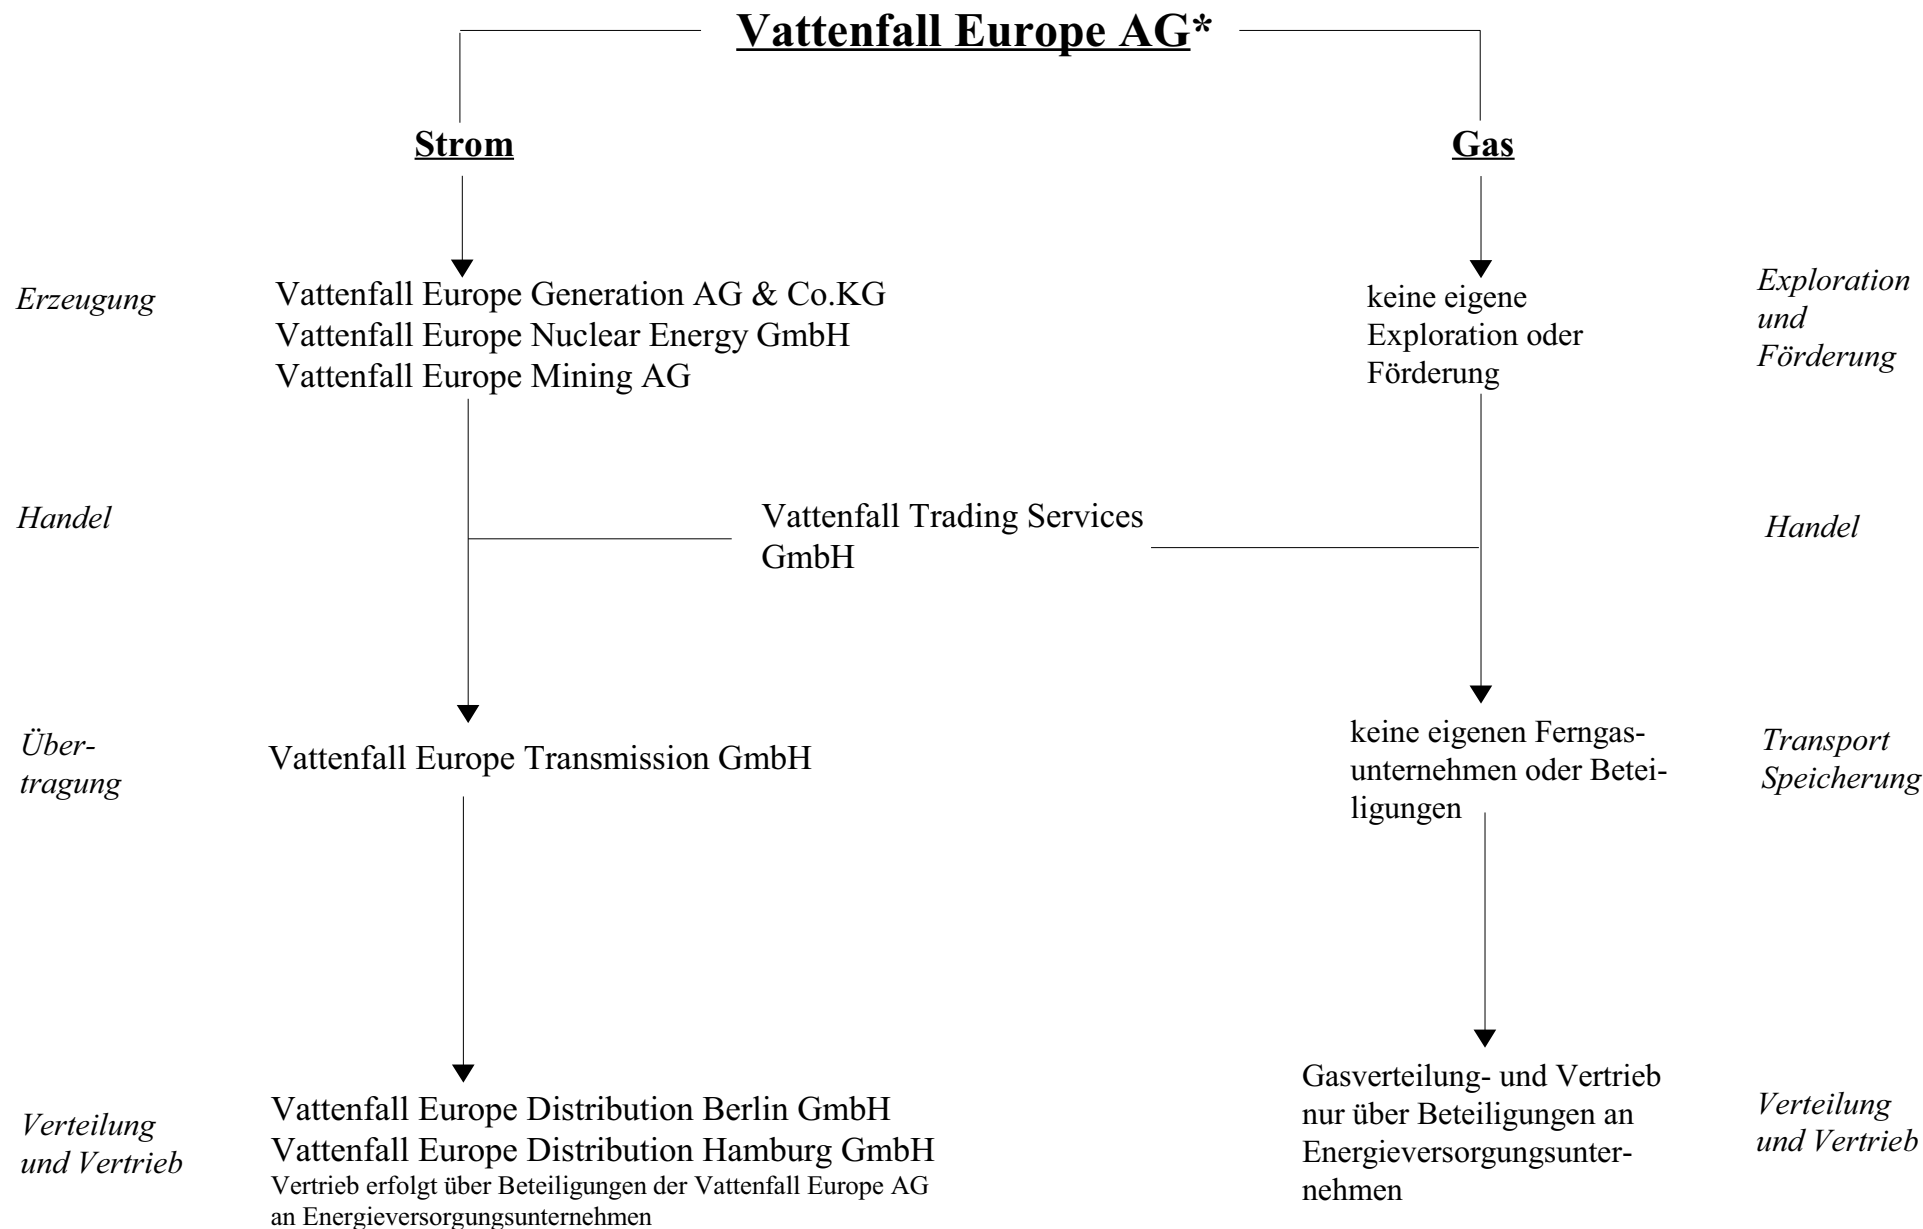 Vattenfall Europe AG*
Strom
Gas
Erzeugung
Vattenfall Europe Generation AG & Co.KG
Vattenfall Europe Nuclear Energy GmbH
Vattenfall Europe Mining AG
keine eigene
Exploration oder
Förderung
Exploration
und
Förderung
Handel
Vattenfall Trading Services
GmbH
Handel
Über-
tragung
Vattenfall Europe Transmission GmbH
keine eigenen Ferngas-
unternehmen oder Betei-
ligungen
Transport
Speicherung
Verteilung
und Vertrieb
Vattenfall Europe Distribution Berlin GmbH
Vattenfall Europe Distribution Hamburg GmbH
Vertrieb erfolgt über Beteiligungen der Vattenfall Europe AG
an Energieversorgungsunternehmen
Gasverteilung- und Vertrieb
nur über Beteiligungen an
Energieversorgungsunter-
nehmen
Verteilung
und Vertrieb